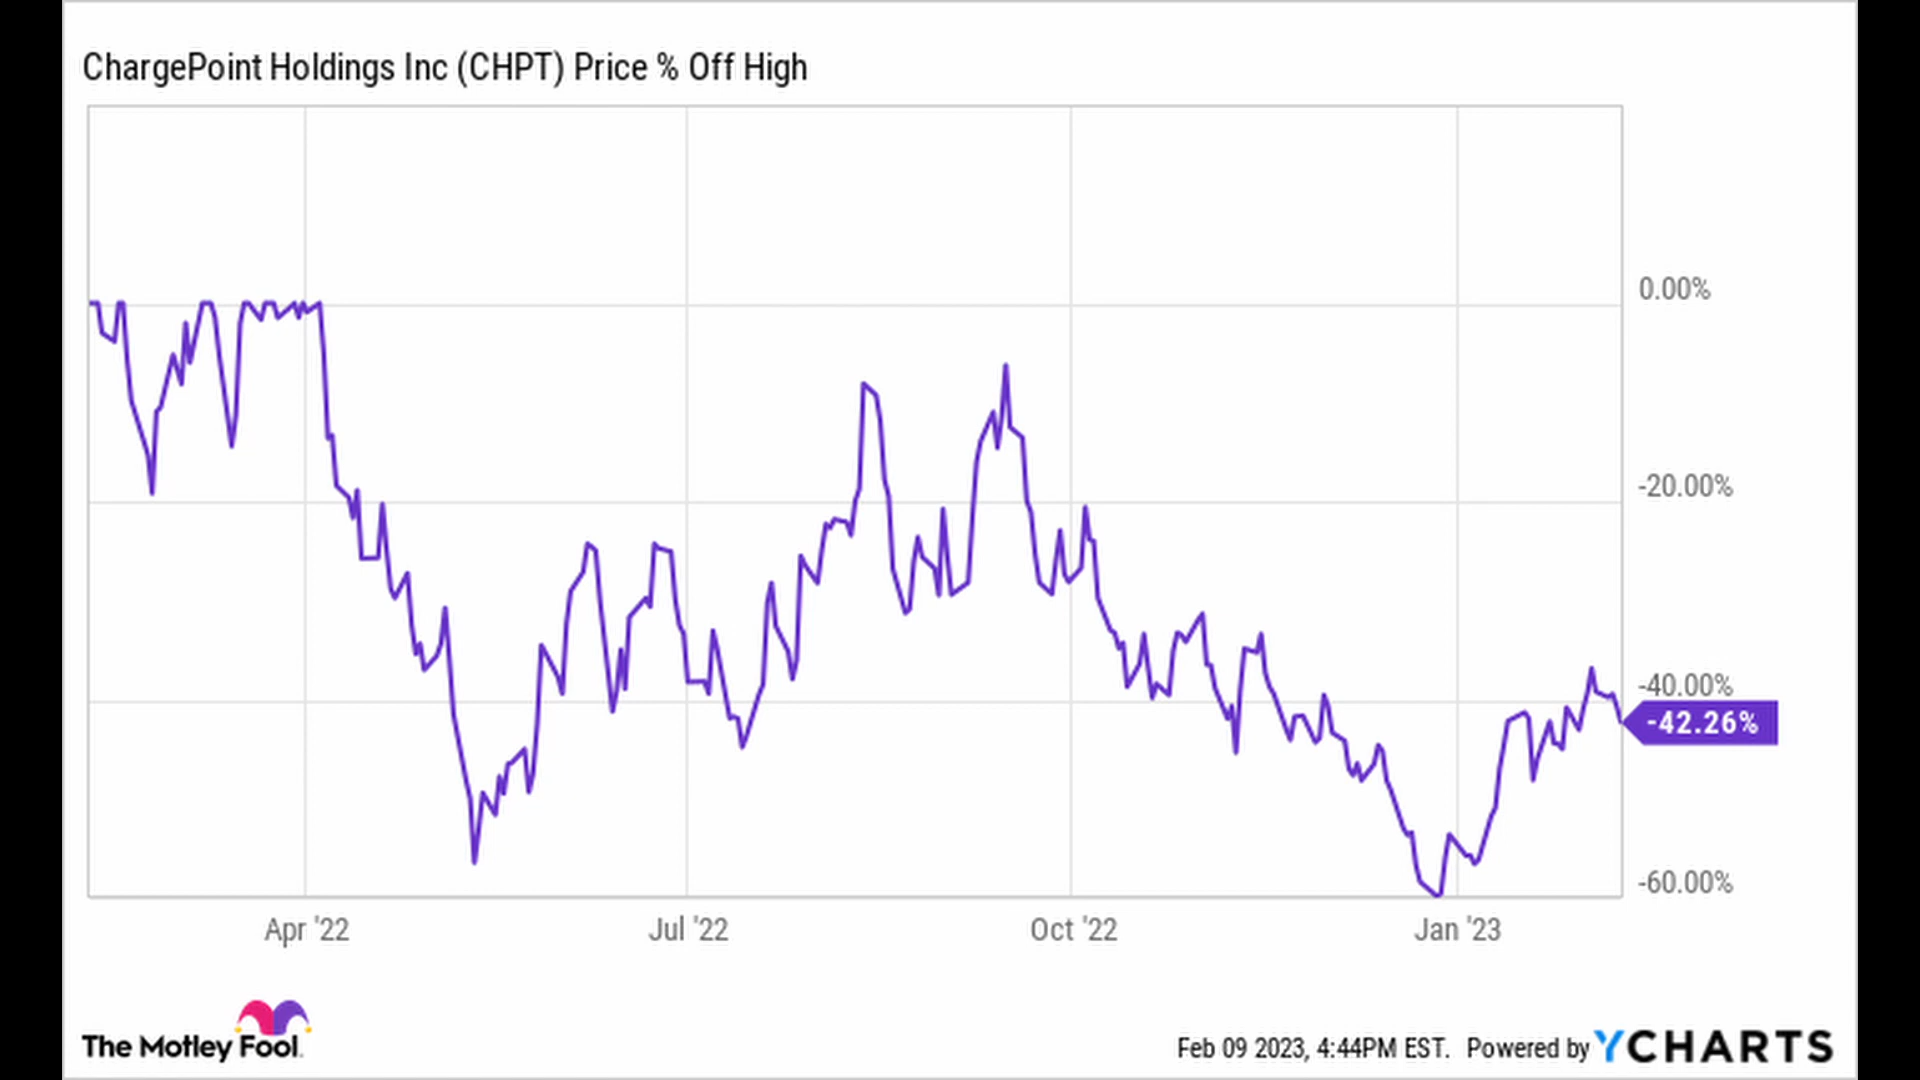 ChargePoint Holdings Inc (CHPT) Price % Off High
0.00%
-20.00%
-40.00%
-42.26%
-60.00%
Apr '22
Jul '22
Oct '22
Jan '23
The Motley Fool.
Feb 09 2023, 4:44PM EST. Powered by YCHARTS